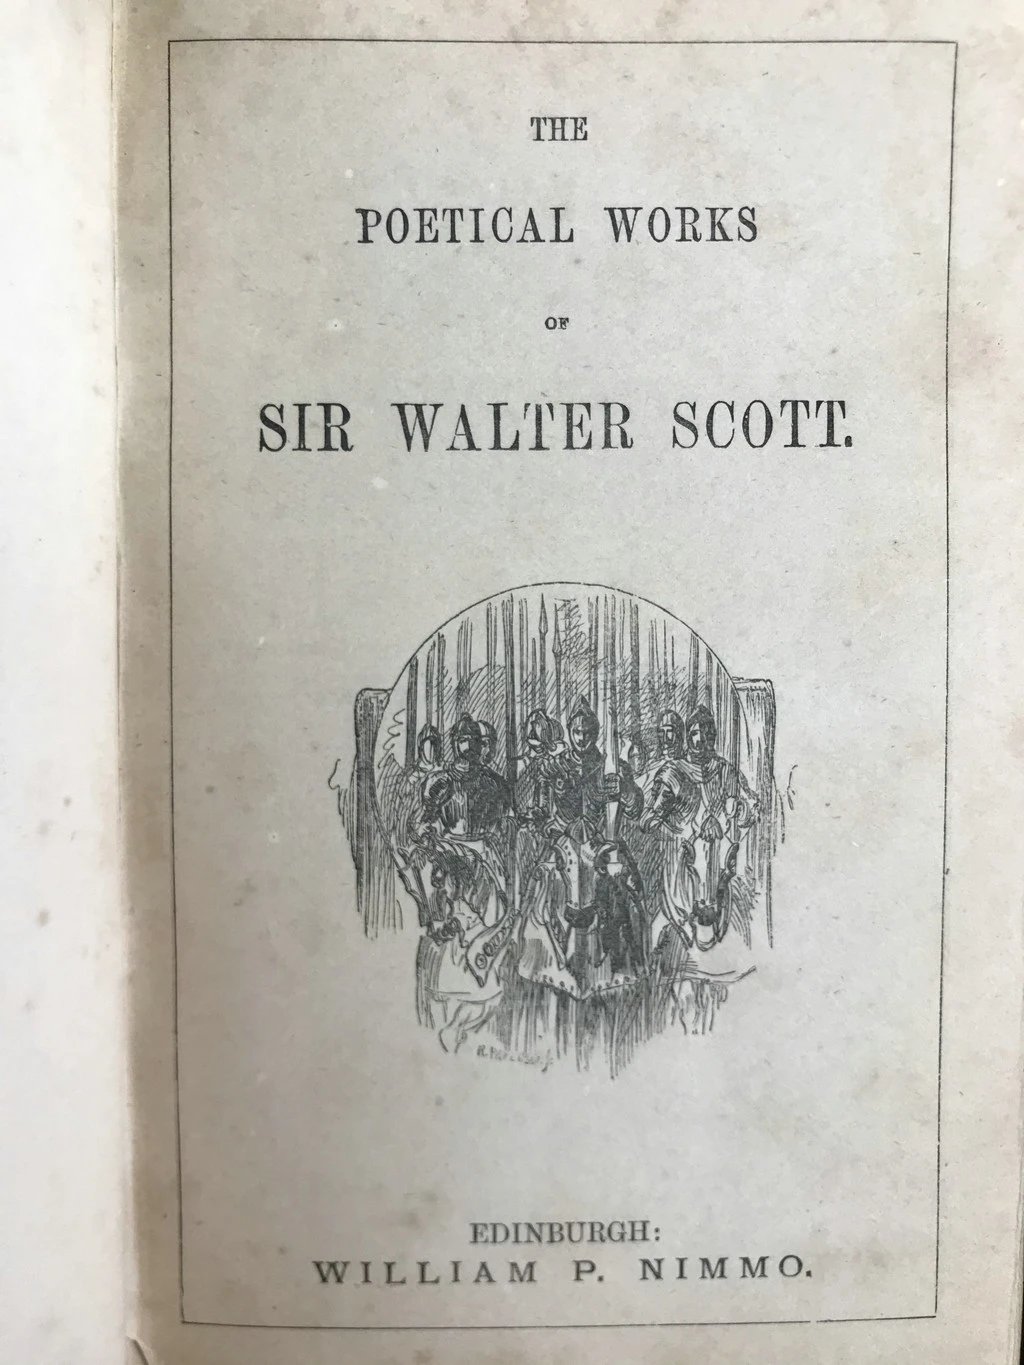 THE
POETICAL WORKS
OF
SIR WALTER SCOTT.
EDINBURGH:
WILLIAM P. NIMMO.